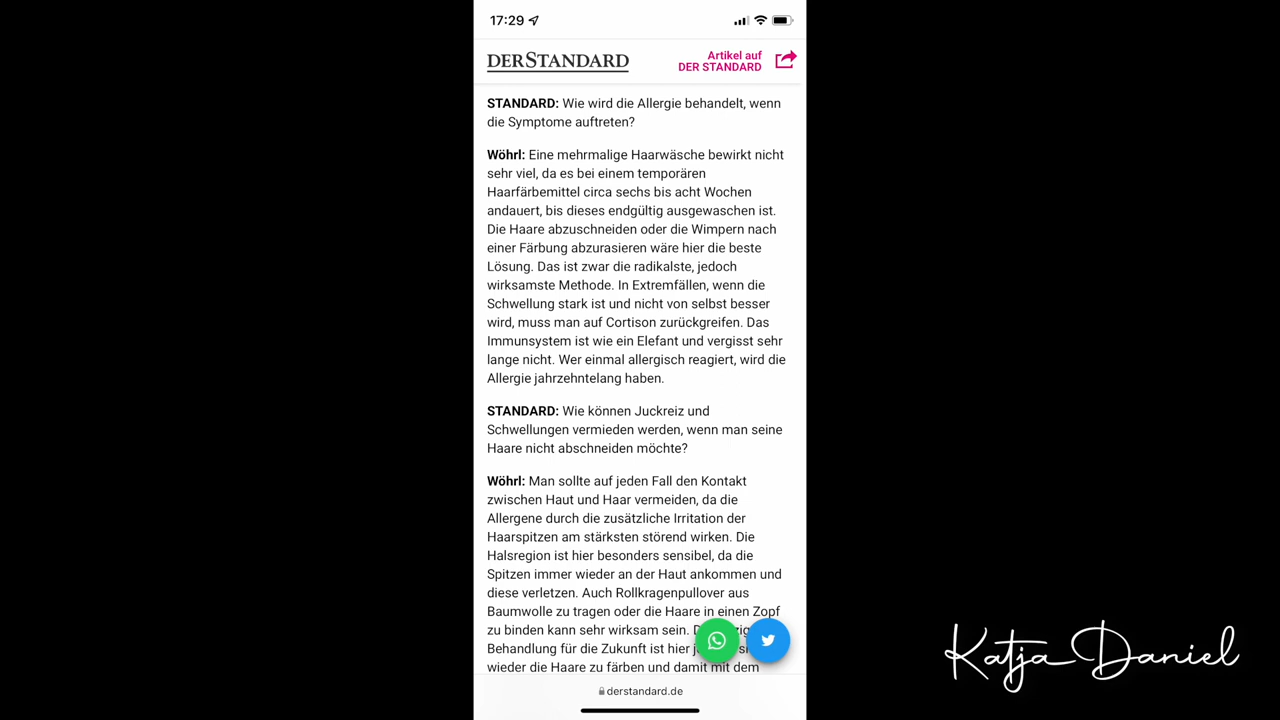 17:29
DERSTANDARD
Artikel auf
DER STANDARD
STANDARD: Wie wird die Allergie behandelt, wenn
die Symptome auftreten?
Wöhrl: Eine mehrmalige Haarwäsche bewirkt nicht
sehr viel, da es bei einem temporären
Haarfärbemittel circa sechs bis acht Wochen
andauert, bis dieses endgültig ausgewaschen ist.
Die Haare abzuschneiden oder die Wimpern nach
einer Färbung abzurasieren wäre hier die beste
Lösung. Das ist zwar die radikalste, jedoch
wirksamste Methode. In Extremfällen, wenn die
Schwellung stark ist und nicht von selbst besser
wird, muss man auf Cortison zurückgreifen. Das
Immunsystem ist wie ein Elefant und vergisst sehr
lange nicht. Wer einmal allergisch reagiert, wird die
Allergie jahrzehntelang haben.
STANDARD: Wie können Juckreiz und
Schwellungen vermieden werden, wenn man seine
Haare nicht abschneiden möchte?
Wöhrl: Man sollte auf jeden Fall den Kontakt
zwischen Haut und Haar vermeiden, da die
Allergene durch die zusätzliche Irritation der
Haarspitzen am stärksten störend wirken. Die
Halsregion ist hier besonders sensibel, da die
Spitzen immer wieder an der Haut ankommen und
diese verletzen. Auch Rollkragenpullover aus
Baumwolle zu tragen oder die Haare in einen Zopf
zu binden kann sehr wirksam sein.
Behandlung für die Zukunft ist hier
wieder die Haare zu färben und damit mit dem
derstandard.de
Katja Daniel